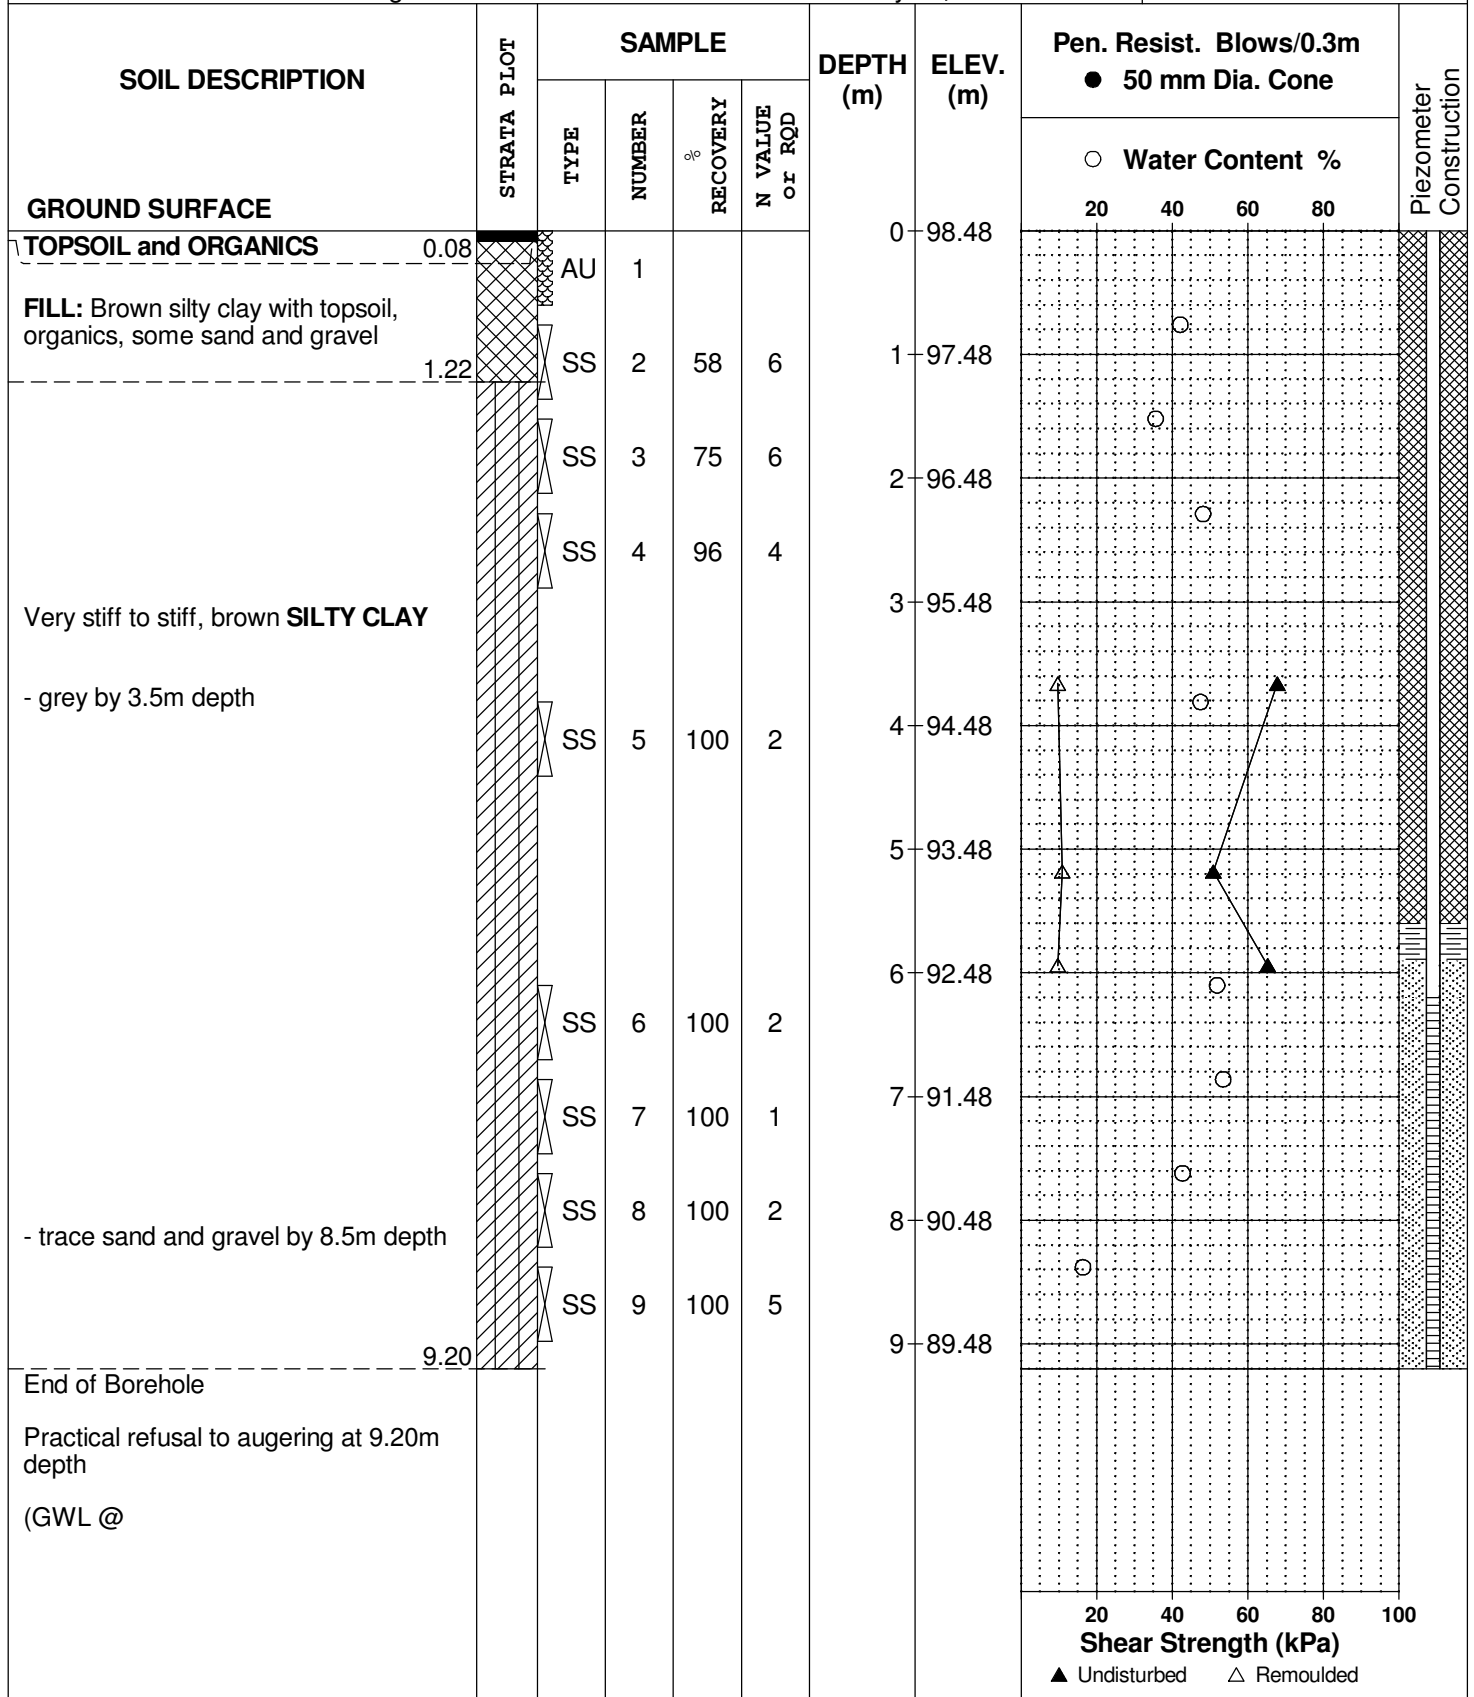 SOIL DESCRIPTION
GROUND SURFACE
STRATA PLOT
SAMPLE
TYPE
NUMBER
%
RECOVERY
N VALUE
or RQD
DEPTH
(m)
ELEV.
(m)
Pen. Resist. Blows/0.3m
● 50 mm Dia. Cone
○ Water Content %
20 40 60 80
Piezometer
Construction
TOPSOIL and ORGANICS 0.08
FILL: Brown silty clay with topsoil,
organics, some sand and gravel
1.22
Very stiff to stiff, brown SILTY CLAY
- grey by 3.5m depth
- trace sand and gravel by 8.5m depth
9.20
End of Borehole
Practical refusal to augering at 9.20m
depth
(GWL @
AU 1
SS 2 58 6
SS 3 75 6
SS 4 96 4
SS 5 100 2
SS 6 100 2
SS 7 100 1
SS 8 100 2
SS 9 100 5
0 98.48
1 97.48
2 96.48
3 95.48
4 94.48
5 93.48
6 92.48
7 91.48
8 90.48
9 89.48
20 40 60 80 100
Shear Strength (kPa)
▲ Undisturbed △ Remoulded